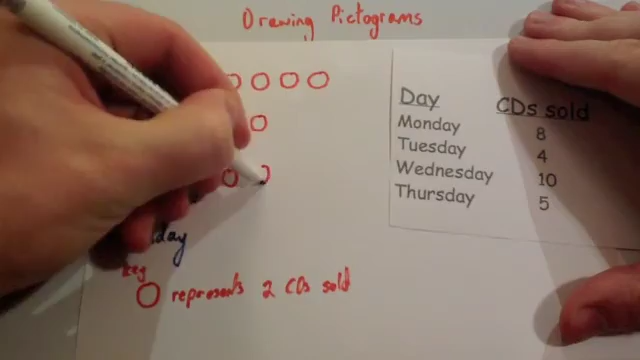 Drawing Pictograms
Day CDs sold
Monday 8
Tuesday 4
Wednesday 10
Thursday 5
day
key
represents 2 CDs sold